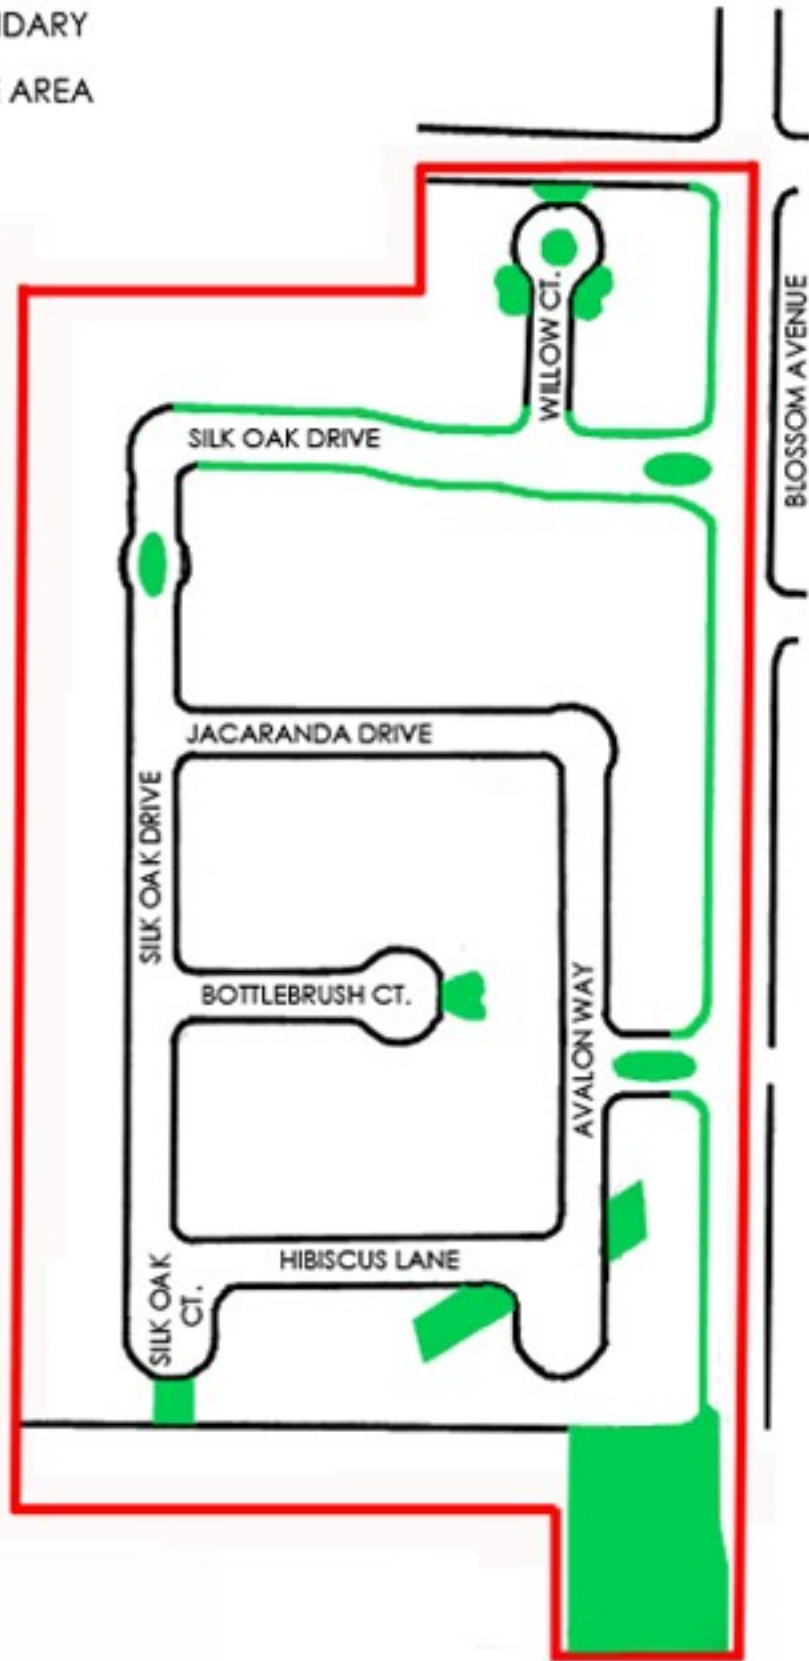 NDARY
E AREA
WILLOW CT.
BLOSSOM AVENUE
SILK OAK DRIVE
JACARANDA DRIVE
SILK OAK DRIVE
BOTTLEBRUSH CT.
AVALON WAY
HIBISCUS LANE
SILK OAK
CT.